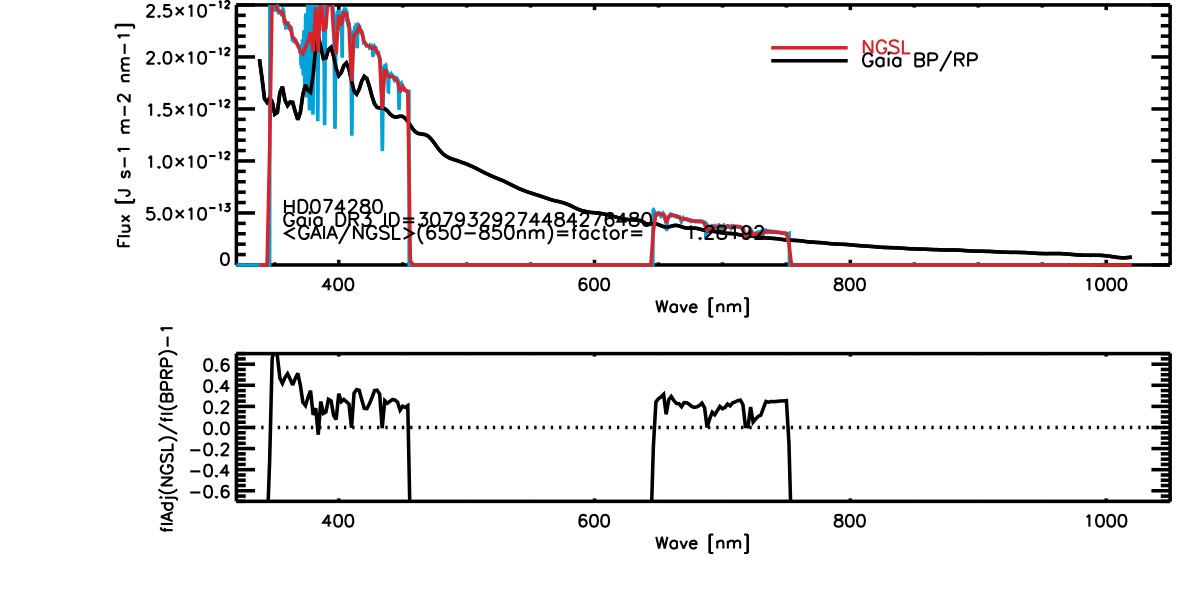 2.5×10⁻¹²
2.0×10⁻¹²
1.5×10⁻¹²
1.0×10⁻¹²
5.0×10⁻¹³
0
Flux [J s−1 m−2 nm−1]
NGSL
Gaia BP/RP
HD074280
Gaia DR3 ID=3079329274484276480
<GAIA/NGSL>(650−850nm)=factor= 1.28192
400 600 800 1000
Wave [nm]
flAdj(NGSL)/fl(BPRP)−1
0.6
0.4
0.2
0.0
−0.2
−0.4
−0.6
400 600 800 1000
Wave [nm]